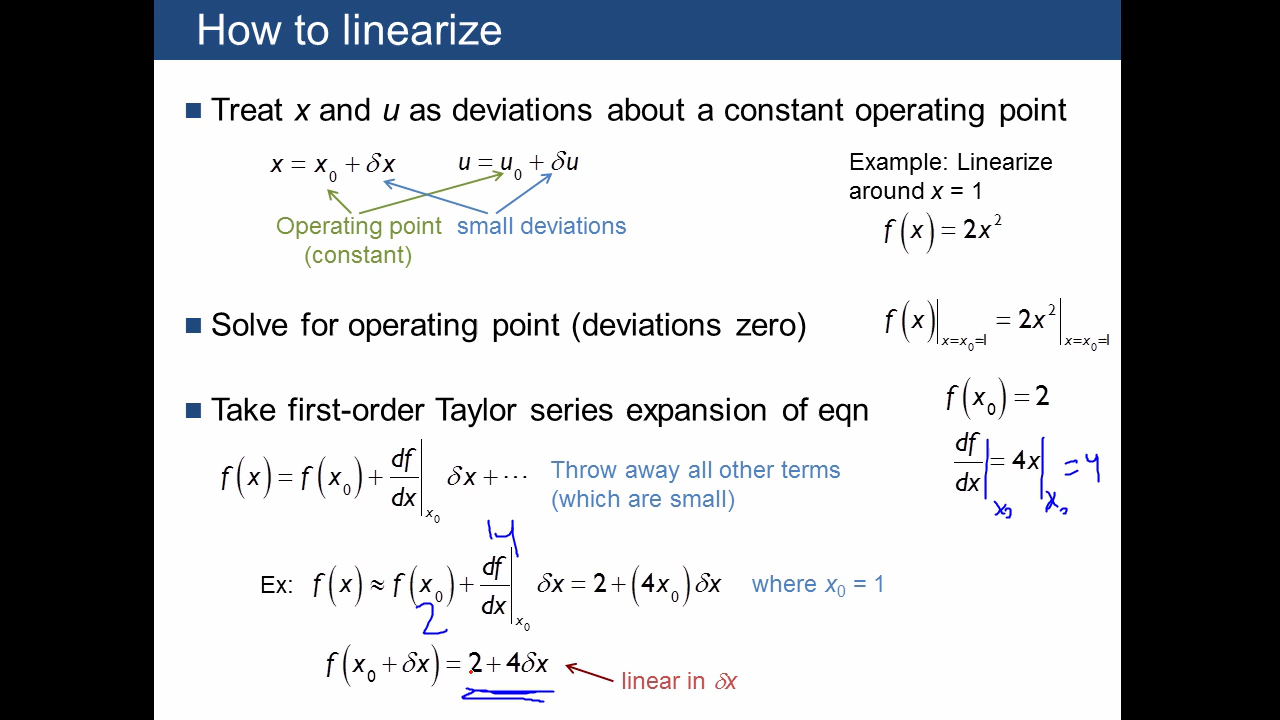 How to linearize
■ Treat x and u as deviations about a constant operating point
x = x₀ + δx u = u₀ + δu
Operating point small deviations
(constant)
Example: Linearize
around x = 1
f(x) = 2x²
■ Solve for operating point (deviations zero)
f(x)|ₓ₌ₓ₀₌₁ = 2x²|ₓ₌ₓ₀₌₁
f(x₀) = 2
■ Take first-order Taylor series expansion of eqn
f(x) = f(x₀) + df/dx|ₓ₀ δx + ⋯
Throw away all other terms
(which are small)
df/dx|ₓ₀ = 4x|ₓ₀ = 4
4
Ex: f(x) ≈ f(x₀) + df/dx|ₓ₀ δx = 2 + (4x₀)δx where x₀ = 1
2
f(x₀ + δx) = 2 + 4δx
linear in δx